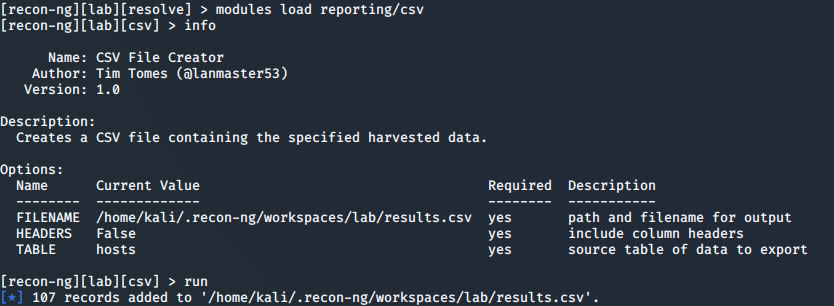 [recon-ng][lab][resolve] > modules load reporting/csv
[recon-ng][lab][csv] > info
Name: CSV File Creator
Author: Tim Tomes (@lanmaster53)
Version: 1.0
Description:
Creates a CSV file containing the specified harvested data.
Options:
Name Current Value Required Description
-------- ------------- -------- -----------
FILENAME /home/kali/.recon-ng/workspaces/lab/results.csv yes path and filename for output
HEADERS False yes include column headers
TABLE hosts yes source table of data to export
[recon-ng][lab][csv] > run
[*] 107 records added to '/home/kali/.recon-ng/workspaces/lab/results.csv'.